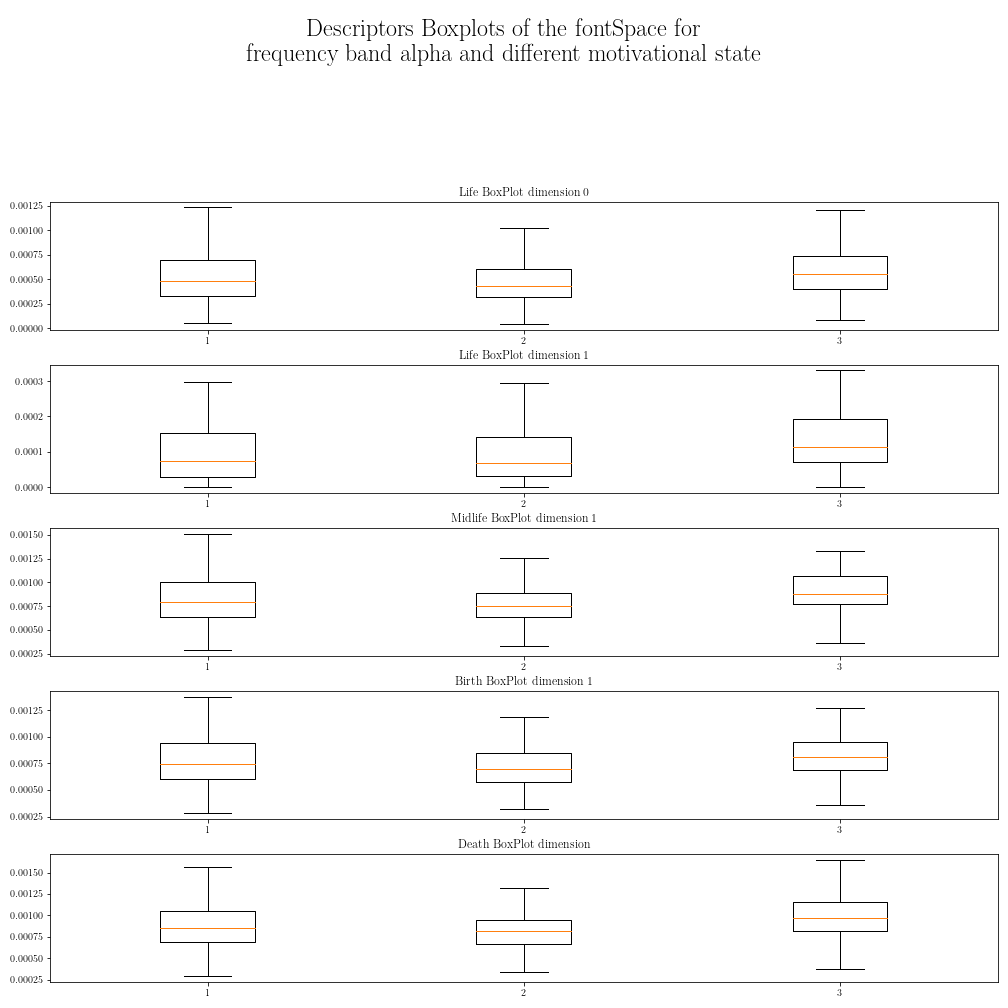 Descriptors Boxplots of the fontSpace for
frequency band alpha and different motivational state
Life BoxPlot dimension 0
0.00125
0.00100
0.00075
0.00050
0.00025
0.00000
1 2 3
Life BoxPlot dimension 1
0.0003
0.0002
0.0001
0.0000
1 2 3
Midlife BoxPlot dimension 1
0.00150
0.00125
0.00100
0.00075
0.00050
0.00025
1 2 3
Birth BoxPlot dimension 1
0.00125
0.00100
0.00075
0.00050
0.00025
1 2 3
Death BoxPlot dimension
0.00150
0.00125
0.00100
0.00075
0.00050
0.00025
1 2 3